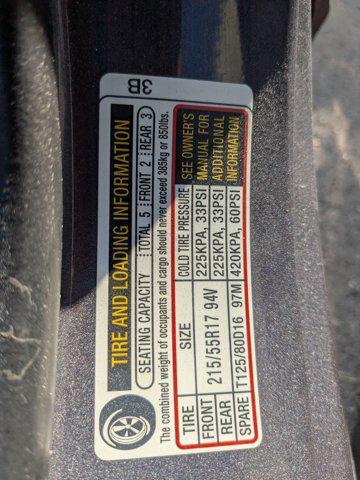 TIRE AND LOADING INFORMATION 3B
SEATING CAPACITY TOTAL 5 FRONT 2 REAR 3
The combined weight of occupants and cargo should never exceed 385kg or 850lbs.
TIRE SIZE COLD TIRE PRESSURE SEE OWNER'S
FRONT 215/55R17 94V 225KPA, 33PSI MANUAL FOR
REAR 225KPA, 33PSI ADDITIONAL
SPARE T125/80D16 97M 420KPA, 60PSI INFORMATION